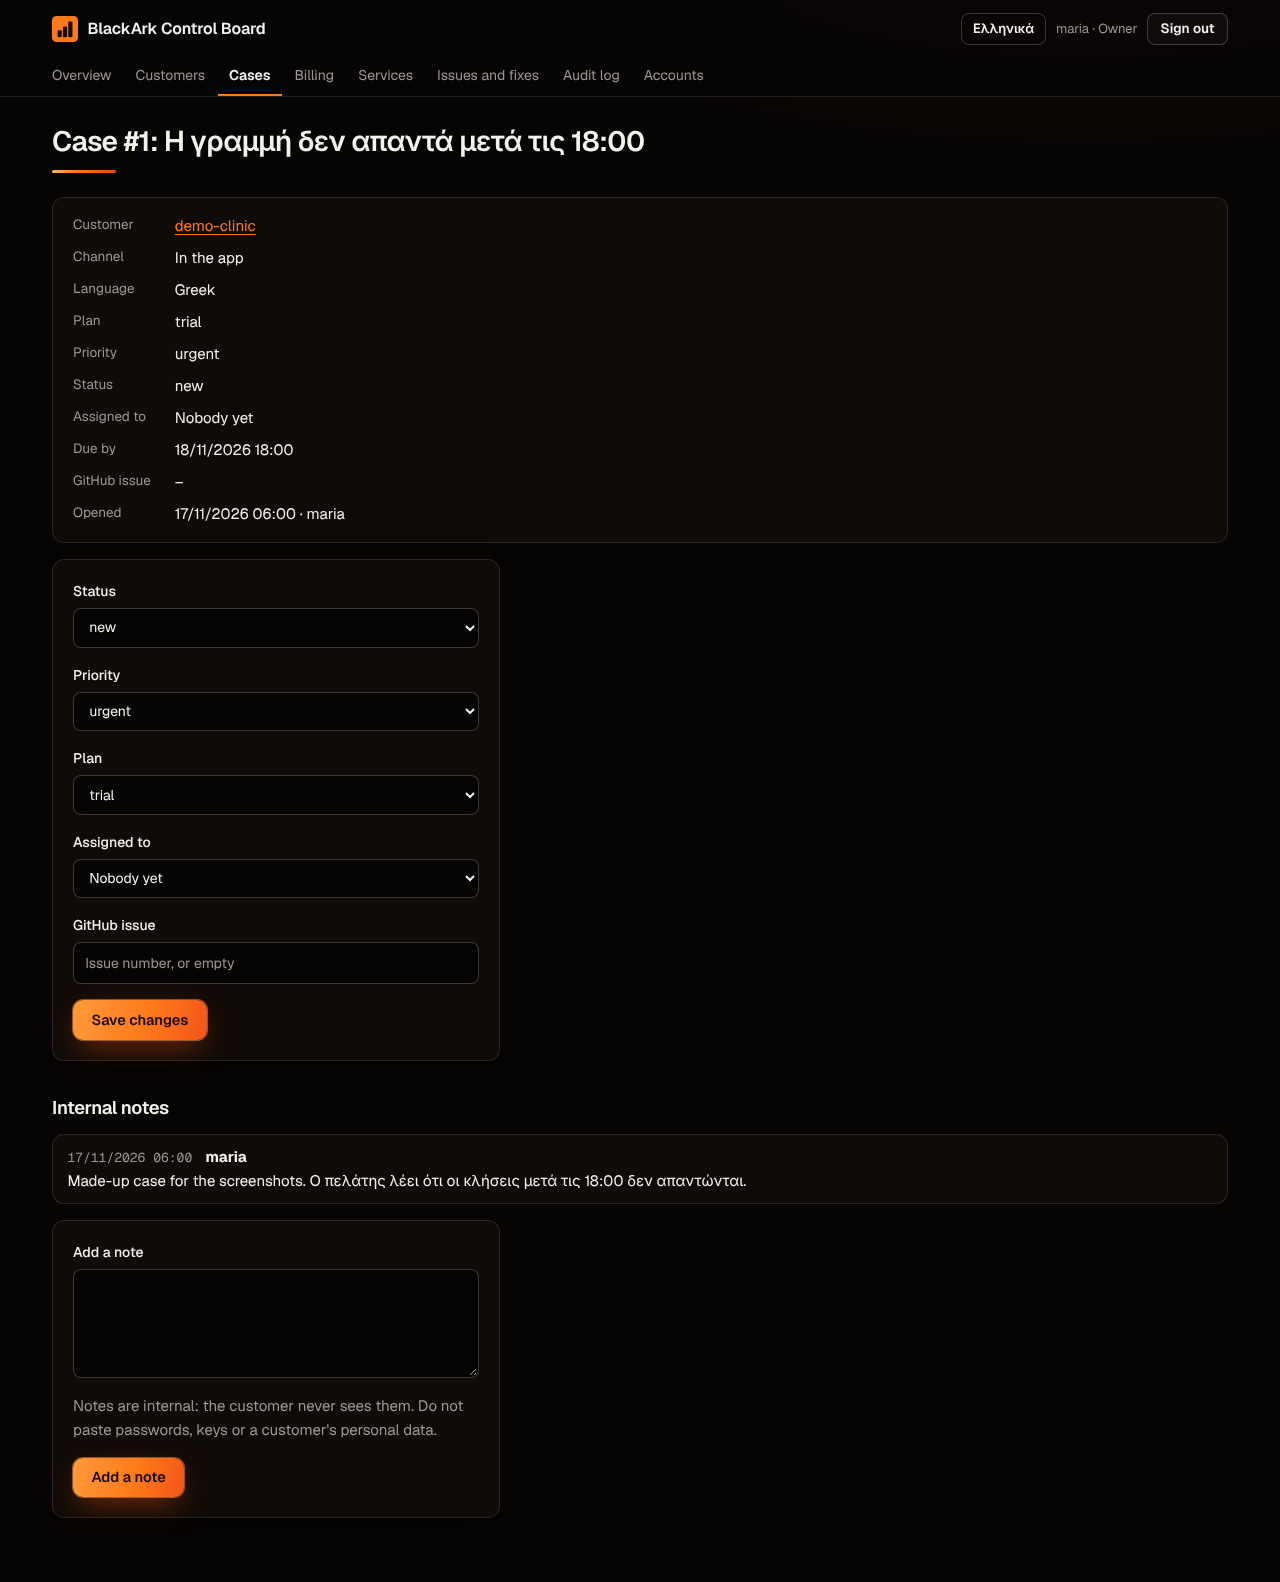 BlackArk Control Board
Ελληνικά
maria · Owner
Sign out
Overview
Customers
Cases
Billing
Services
Issues and fixes
Audit log
Accounts
Case #1: Η γραμμή δεν απαντά μετά τις 18:00
Customer demo-clinic
Channel In the app
Language Greek
Plan trial
Priority urgent
Status new
Assigned to Nobody yet
Due by 18/11/2026 18:00
GitHub issue –
Opened 17/11/2026 06:00 · maria
Status
new
Priority
urgent
Plan
trial
Assigned to
Nobody yet
GitHub issue
Issue number, or empty
Save changes
Internal notes
17/11/2026 06:00 maria
Made-up case for the screenshots. Ο πελάτης λέει ότι οι κλήσεις μετά τις 18:00 δεν απαντώνται.
Add a note
Notes are internal: the customer never sees them. Do not
paste passwords, keys or a customer's personal data.
Add a note